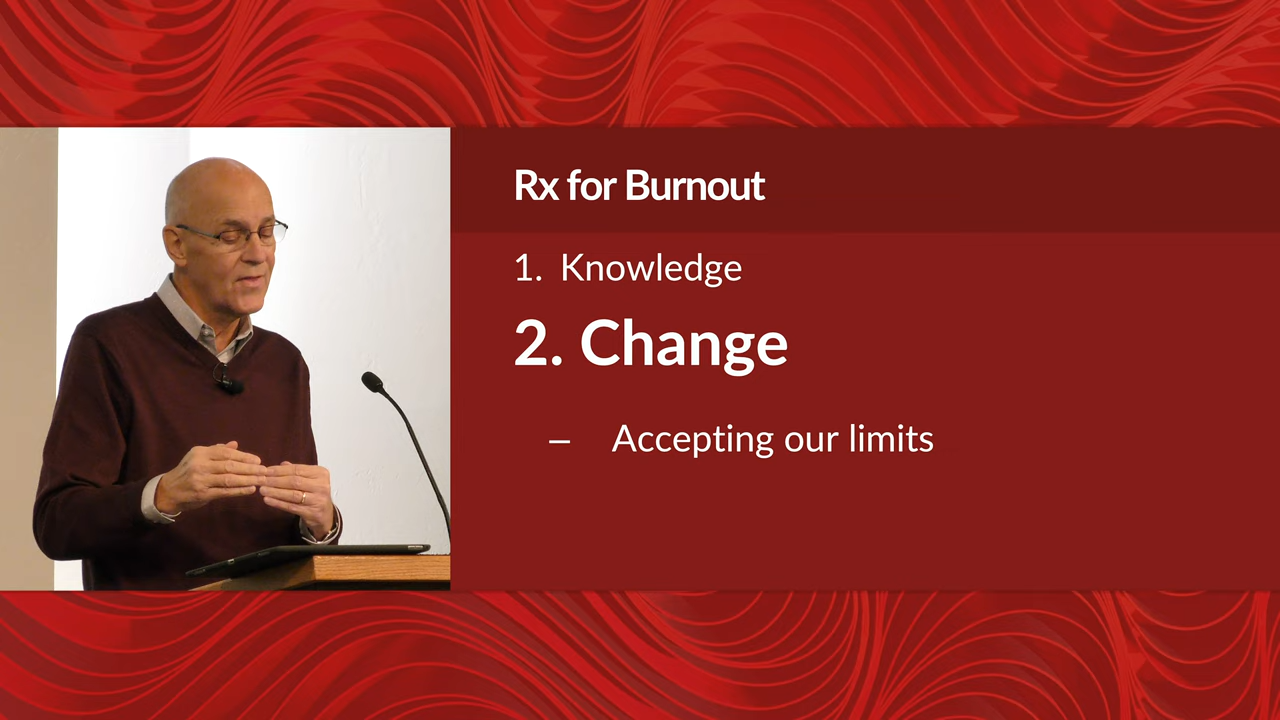 Rx for Burnout
1. Knowledge
2. Change
– Accepting our limits